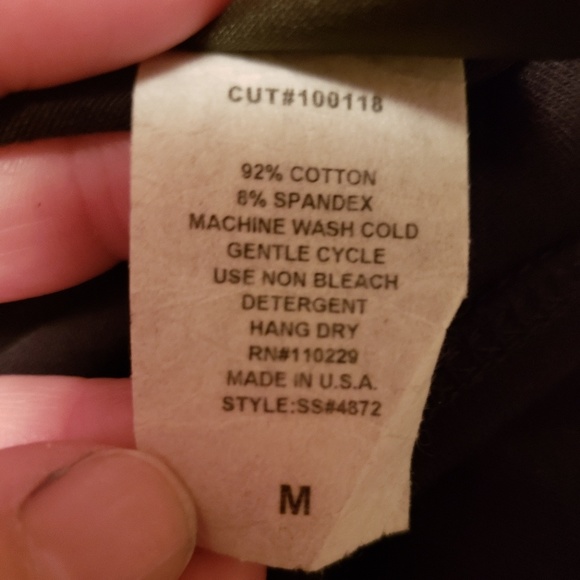 CUT#100118
92% COTTON
8% SPANDEX
MACHINE WASH COLD
GENTLE CYCLE
USE NON BLEACH
DETERGENT
HANG DRY
RN#110229
MADE IN U.S.A.
STYLE:SS#4872
M